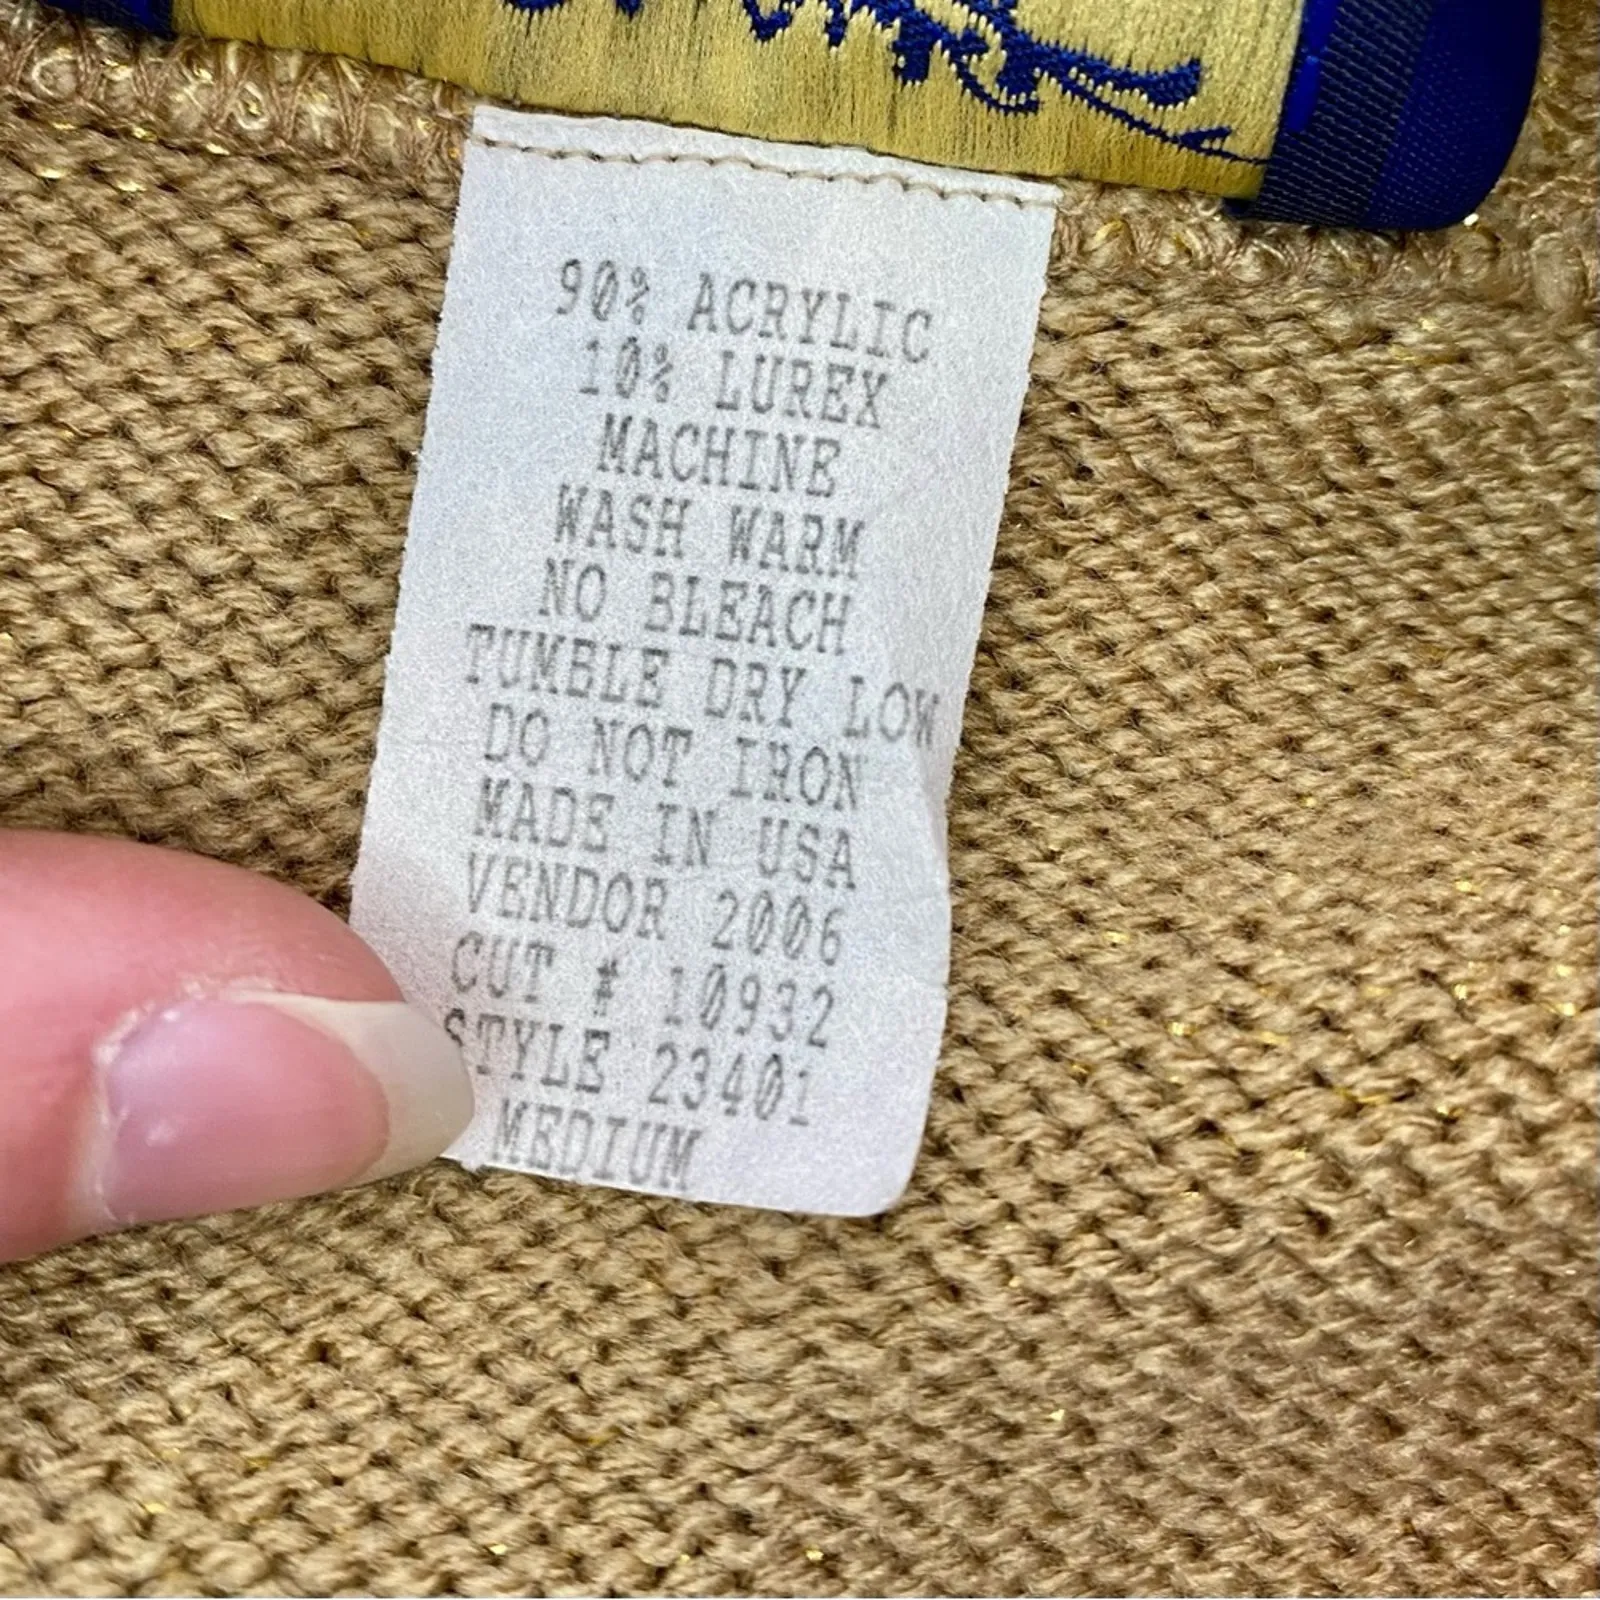 90% ACRYLIC
10% LUREX
MACHINE
WASH WARM
NO BLEACH
TUMBLE DRY LOW
DO NOT IRON
MADE IN USA
VENDOR 2006
CUT # 10932
STYLE 23401
MEDIUM